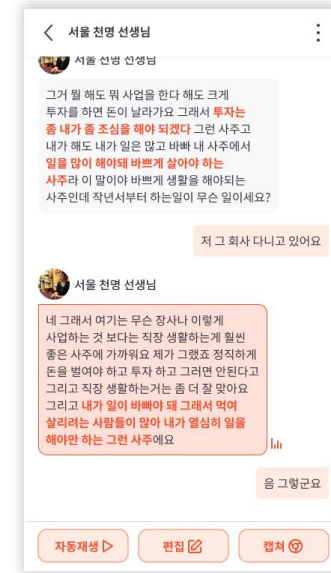 서울 천명 선생님
서울 천명 선생님
그거 뭘 해도 뭐 사업을 한다 해도 크게
투자를 하면 돈이 날라가요 그래서 투자는
좀 내가 좀 조심을 해야 되겠다 그런 사주고
내가 해도 내가 일은 많고 바빠 내 사주에서
일을 많이 해야돼 바쁘게 살아야 하는
사주라 이 말이야 바쁘게 생활을 해야되는
사주인데 작년서부터 하는일이 무슨 일이세요?
저 그 회사 다니고 있어요
서울 천명 선생님
네 그래서 여기는 무슨 장사나 이렇게
사업하는 것 보다는 직장 생활하는게 훨씬
좋은 사주에 가까워요 제가 그랬죠 정직하게
돈을 벌여야 하고 투자 하고 그러면 안된다고
그리고 직장 생활하는거는 좀 더 잘 맞아요
그리고 내가 일이 바빠야 돼 그래서 먹여
살리려는 사람들이 많아 내가 열심히 일을
해야만 하는 그런 사주에요
음 그렇군요
자동재생 편집 캡쳐